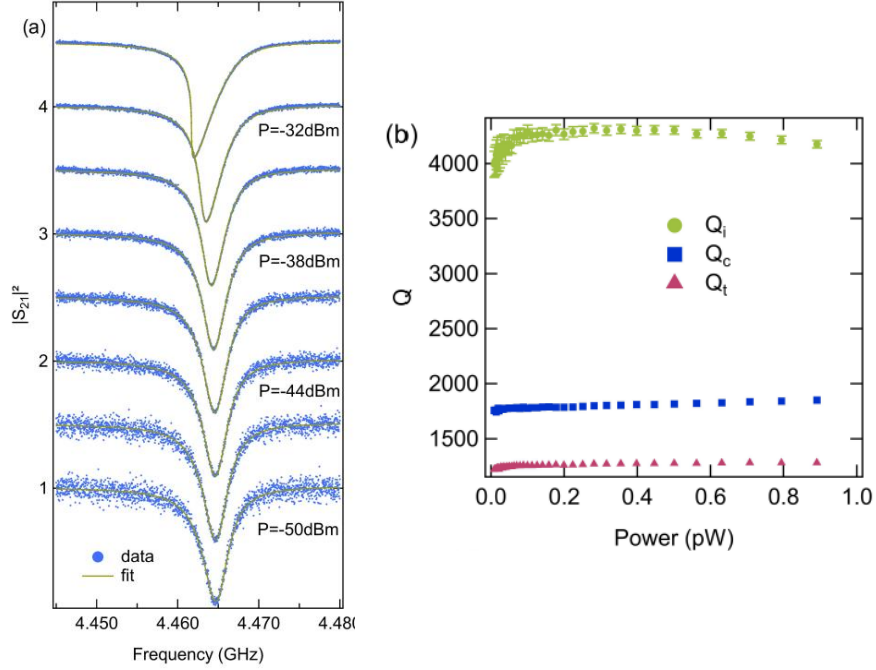 (a)
|S21|²
4
3
2
1
P=-32dBm
P=-38dBm
P=-44dBm
P=-50dBm
data
fit
4.450
4.460
4.470
4.480
Frequency (GHz)
(b)
Q
4000
3500
4000
2500
2000
1500
Qi
Qc
Qt
0.0
0.2
0.4
0.6
0.8
1.0
Power (pW)